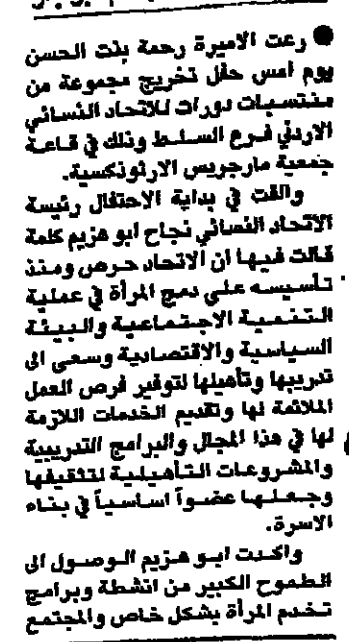 ● رعت الاميرة رحمة بنت الحسن
يوم امس حفل تخريج مجموعة من
منتسبات دورات للاتحاد النسائي
الاردني فرع السلط وذلك في قاعة
جمعية مارجريس الارثوذكسية.
والقت في بداية الاحتفال رئيسة
الاتحاد النسائي نجاح ابو هزيم كلمة
قالت فيها ان الاتحاد حرص ومنذ
تأسيسه على دمج المرأة في عملية
التنمية الاجتماعية والبيئة
السياسية والاقتصادية وسعى الى
تدريبها وتأهيلها لتوفير فرص العمل
الملائمة لها وتقديم الخدمات اللازمة
لها في هذا المجال والبرامج التدريبية
والمشروعات التأهيلية لتثقيفها
وجعلها عضواً اساسياً في بناء
الاسرة.
واكدت ابو هزيم الوصول الى
الطموح الكبير من انشطة وبرامج
تخدم المرأة بشكل خاص والمجتمع